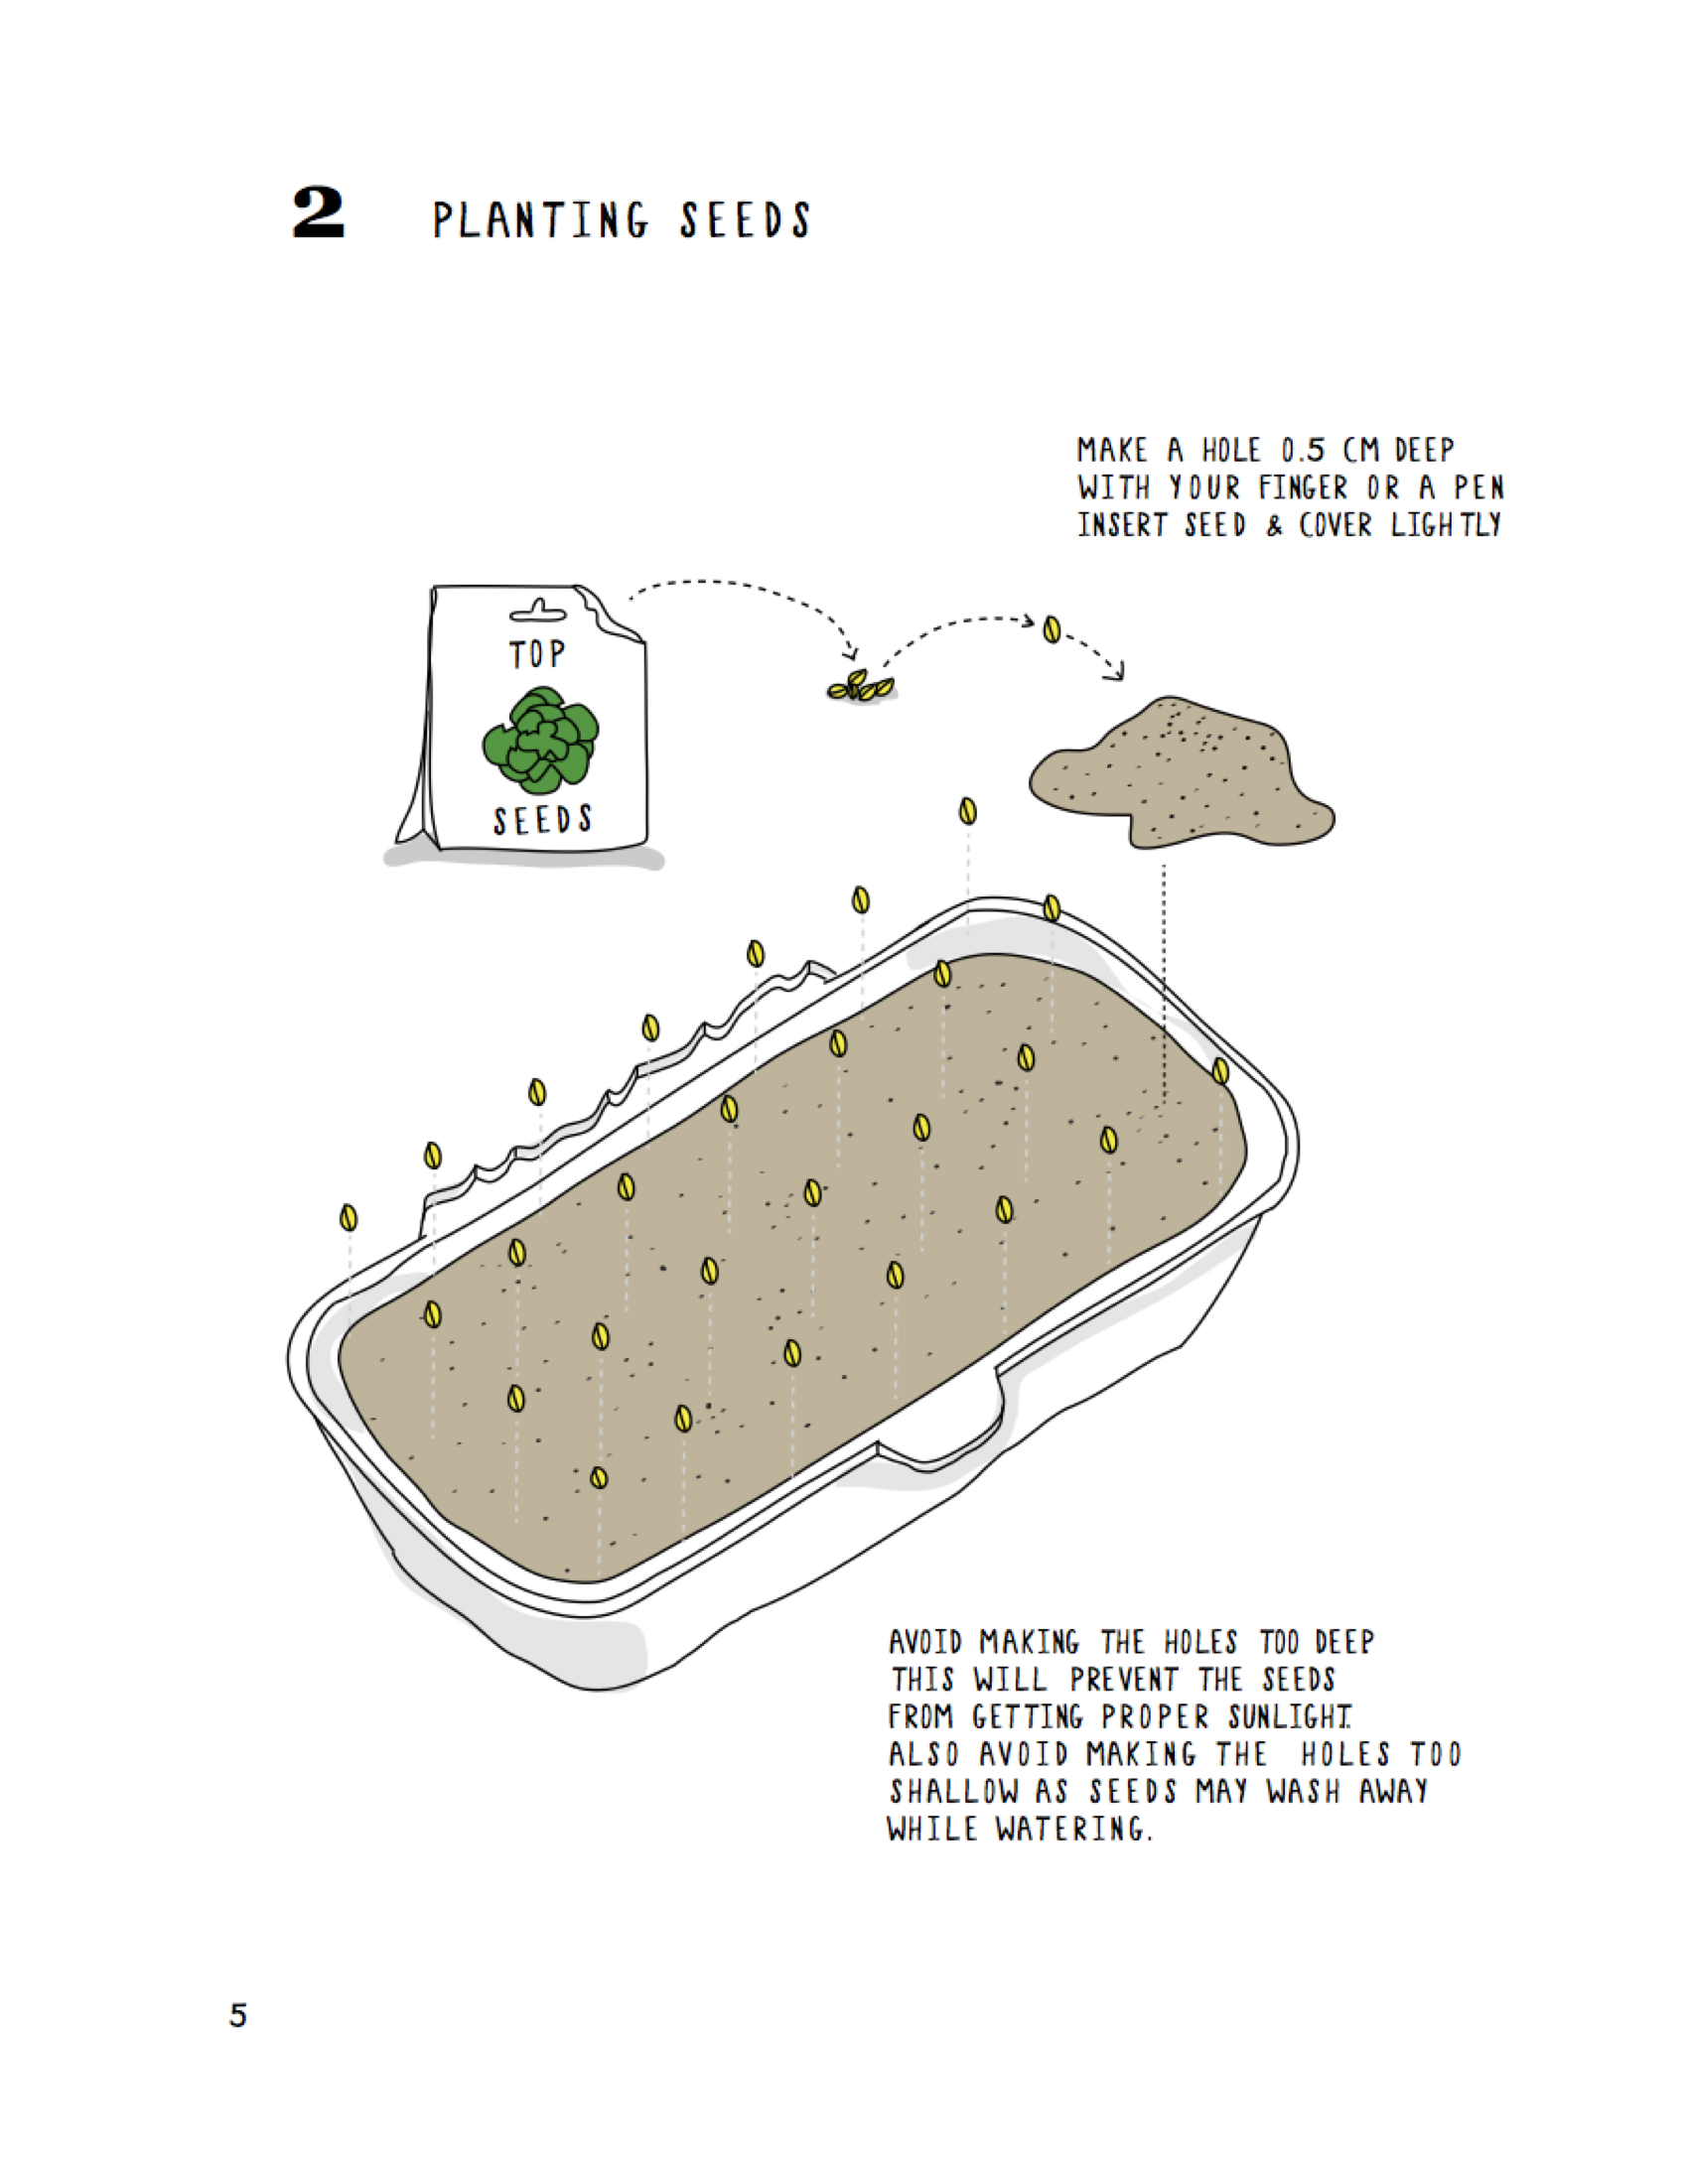 2 PLANTING SEEDS
MAKE A HOLE 0.5 CM DEEP
WITH YOUR FINGER OR A PEN
INSERT SEED & COVER LIGHTLY
TOP
SEEDS
AVOID MAKING THE HOLES TOO DEEP
THIS WILL PREVENT THE SEEDS
FROM GETTING PROPER SUNLIGHT.
ALSO AVOID MAKING THE HOLES TOO
SHALLOW AS SEEDS MAY WASH AWAY
WHILE WATERING.
5